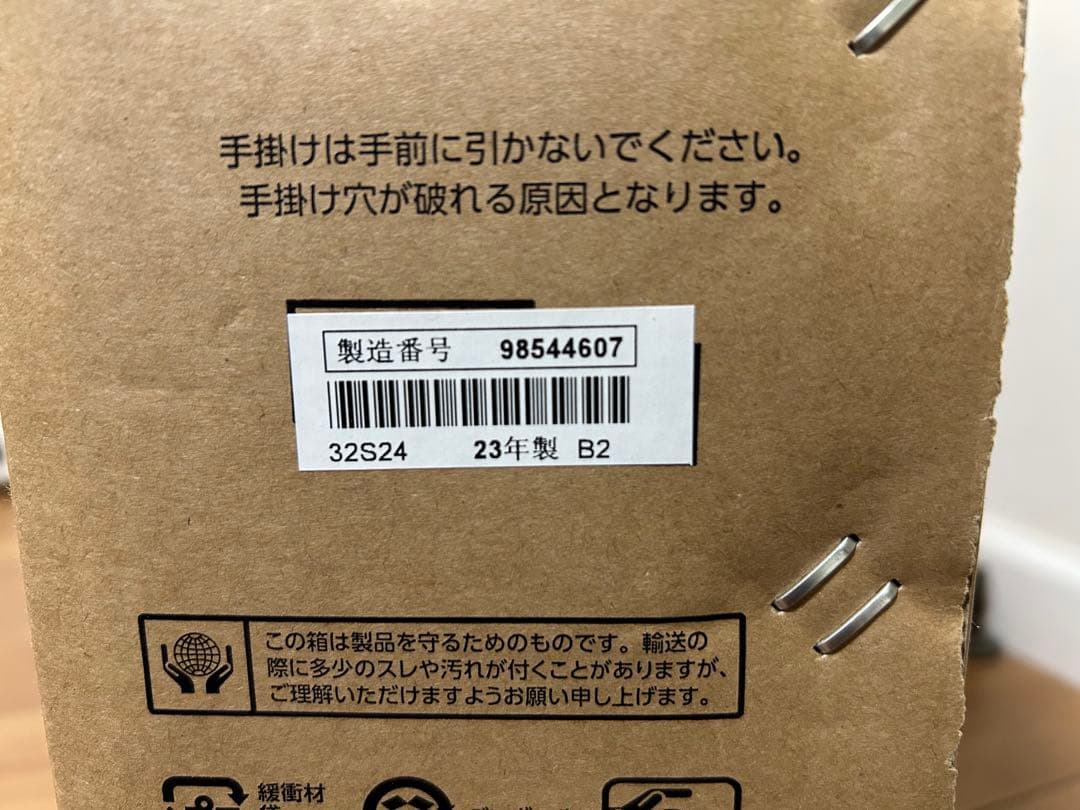 手掛けは手前に引かないでください。
手掛け穴が破れる原因となります。
製造番号 98544607
32S24 23年製 B2
この箱は製品を守るためのものです。輸送の
際に多少のスレや汚れが付くことがありますが、
ご理解いただけますようお願い申し上げます。
緩衝材